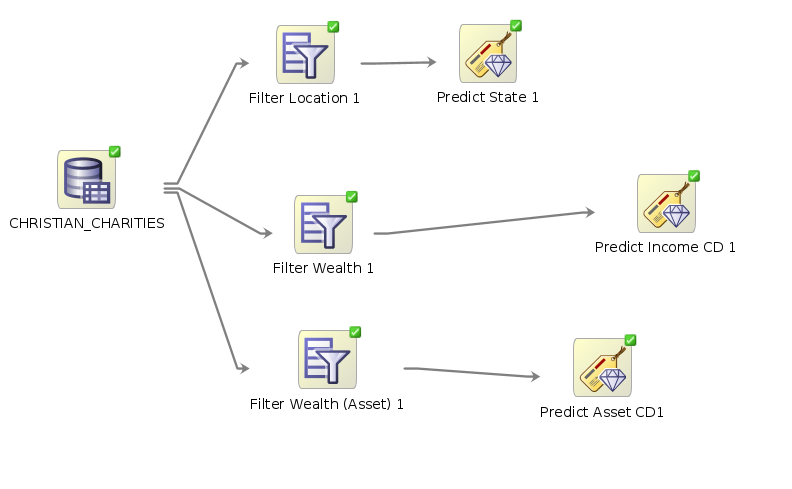 Filter Location 1
Predict State 1
CHRISTIAN_CHARITIES
Filter Wealth 1
Predict Income CD 1
Filter Wealth (Asset) 1
Predict Asset CD1